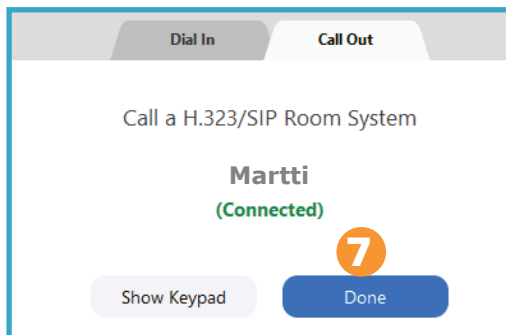 Dial In Call Out
Call a H.323/SIP Room System
Martti
(Connected)
7
Show Keypad Done